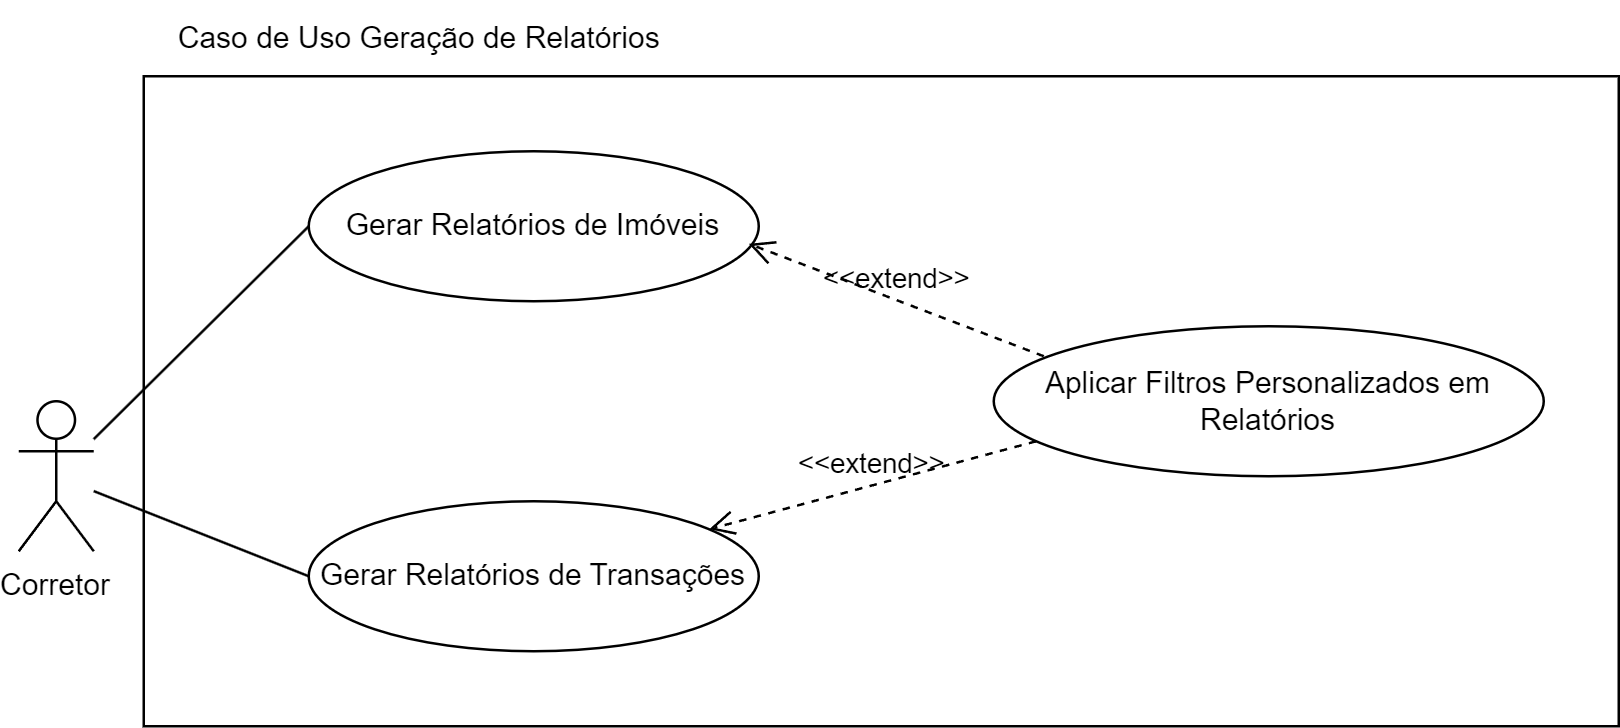 Caso de Uso Geração de Relatórios
Gerar Relatórios de Imóveis
<<extend>>
Aplicar Filtros Personalizados em
Relatórios
<<extend>>
Gerar Relatórios de Transações
Corretor